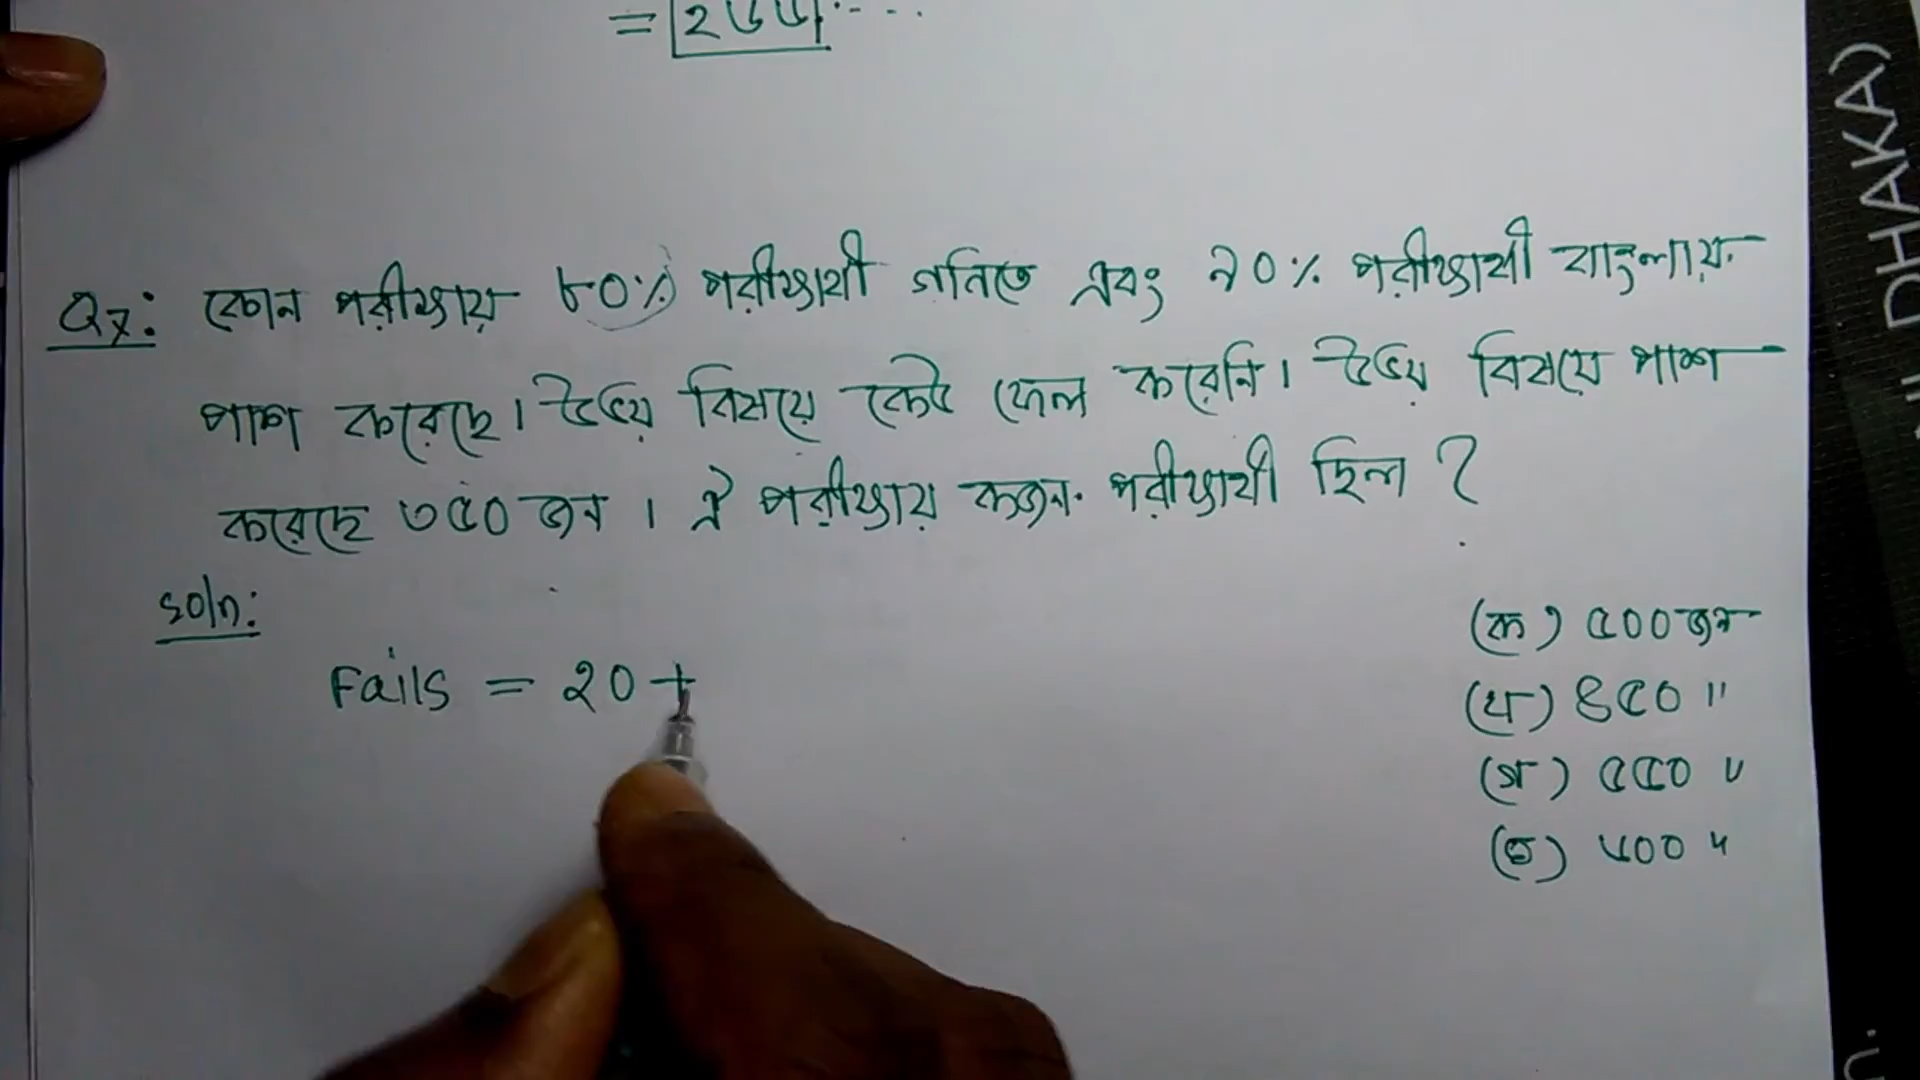 = ২৬৬....
Q7: কোন পরীক্ষায় ৮০% পরীক্ষার্থী গনিতে এবং ৭০% পরীক্ষার্থী বাংলায়
পাশ করেছে। উভয় বিষয়ে কেউ ফেল করেনি। উভয় বিষয়ে পাশ
করেছে ৩৫০ জন । ঐ পরীক্ষায় কতজন পরীক্ষার্থী ছিল ?
Soln:
Fails = 20 +
(ক) ৫০০ জন
(খ) ৪৫০ "
(গ) ৫৫০ "
(ঘ) ৬০০ "
DHAKA)